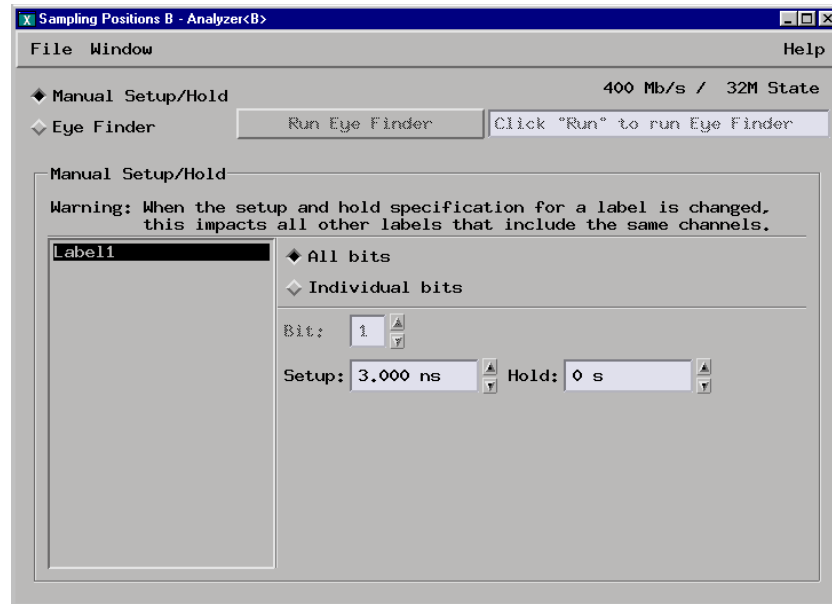 Sampling Positions B - Analyzer<B>
File Window Help
Manual Setup/Hold
400 Mb/s / 32M State
Eye Finder
Run Eye Finder
Click "Run" to run Eye Finder
Manual Setup/Hold
Warning: When the setup and hold specification for a label is changed,
this impacts all other labels that include the same channels.
Label1
All bits
Individual bits
Bit: 1
Setup: 3.000 ns Hold: 0 s